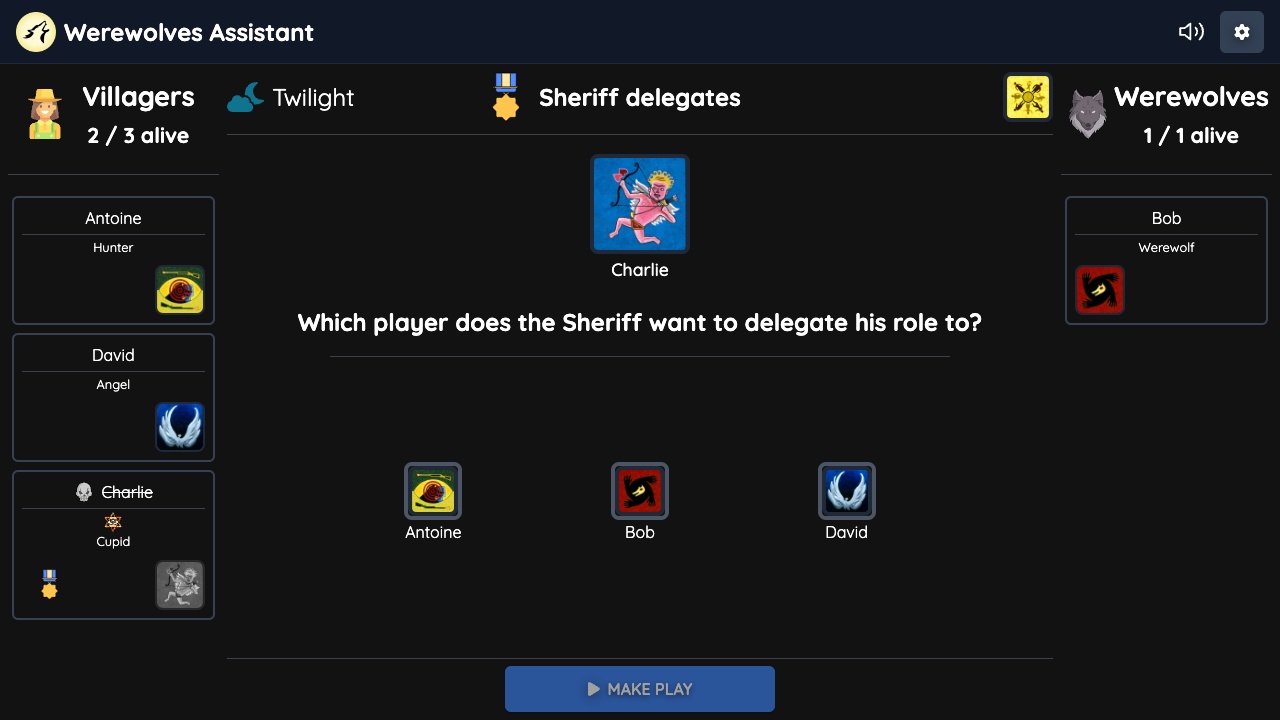 Werewolves Assistant
Villagers
2 / 3 alive
Twilight
Sheriff delegates
Werewolves
1 / 1 alive
Antoine
Hunter
David
Angel
Charlie
Cupid
Charlie
Which player does the Sheriff want to delegate his role to?
Antoine
Bob
David
MAKE PLAY
Bob
Werewolf